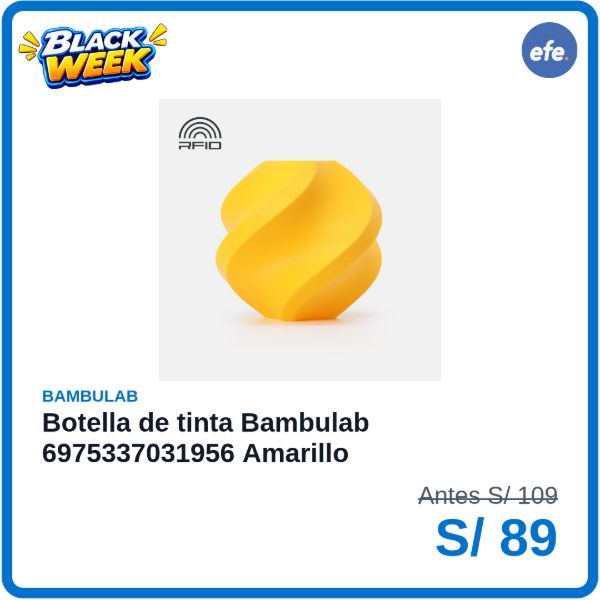 BLACK
WEEK
efe.
RFID
BAMBULAB
Botella de tinta Bambulab
6975337031956 Amarillo
Antes S/ 109
S/ 89